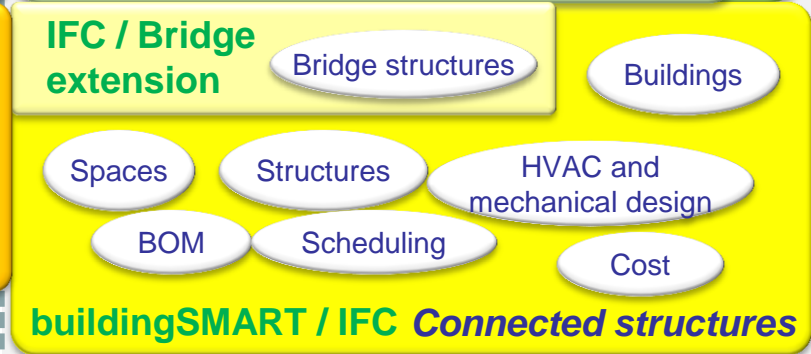 IFC / Bridge
extension
Bridge structures
Buildings
Spaces
Structures
HVAC and
mechanical design
BOM
Scheduling
Cost
buildingSMART / IFC Connected structures